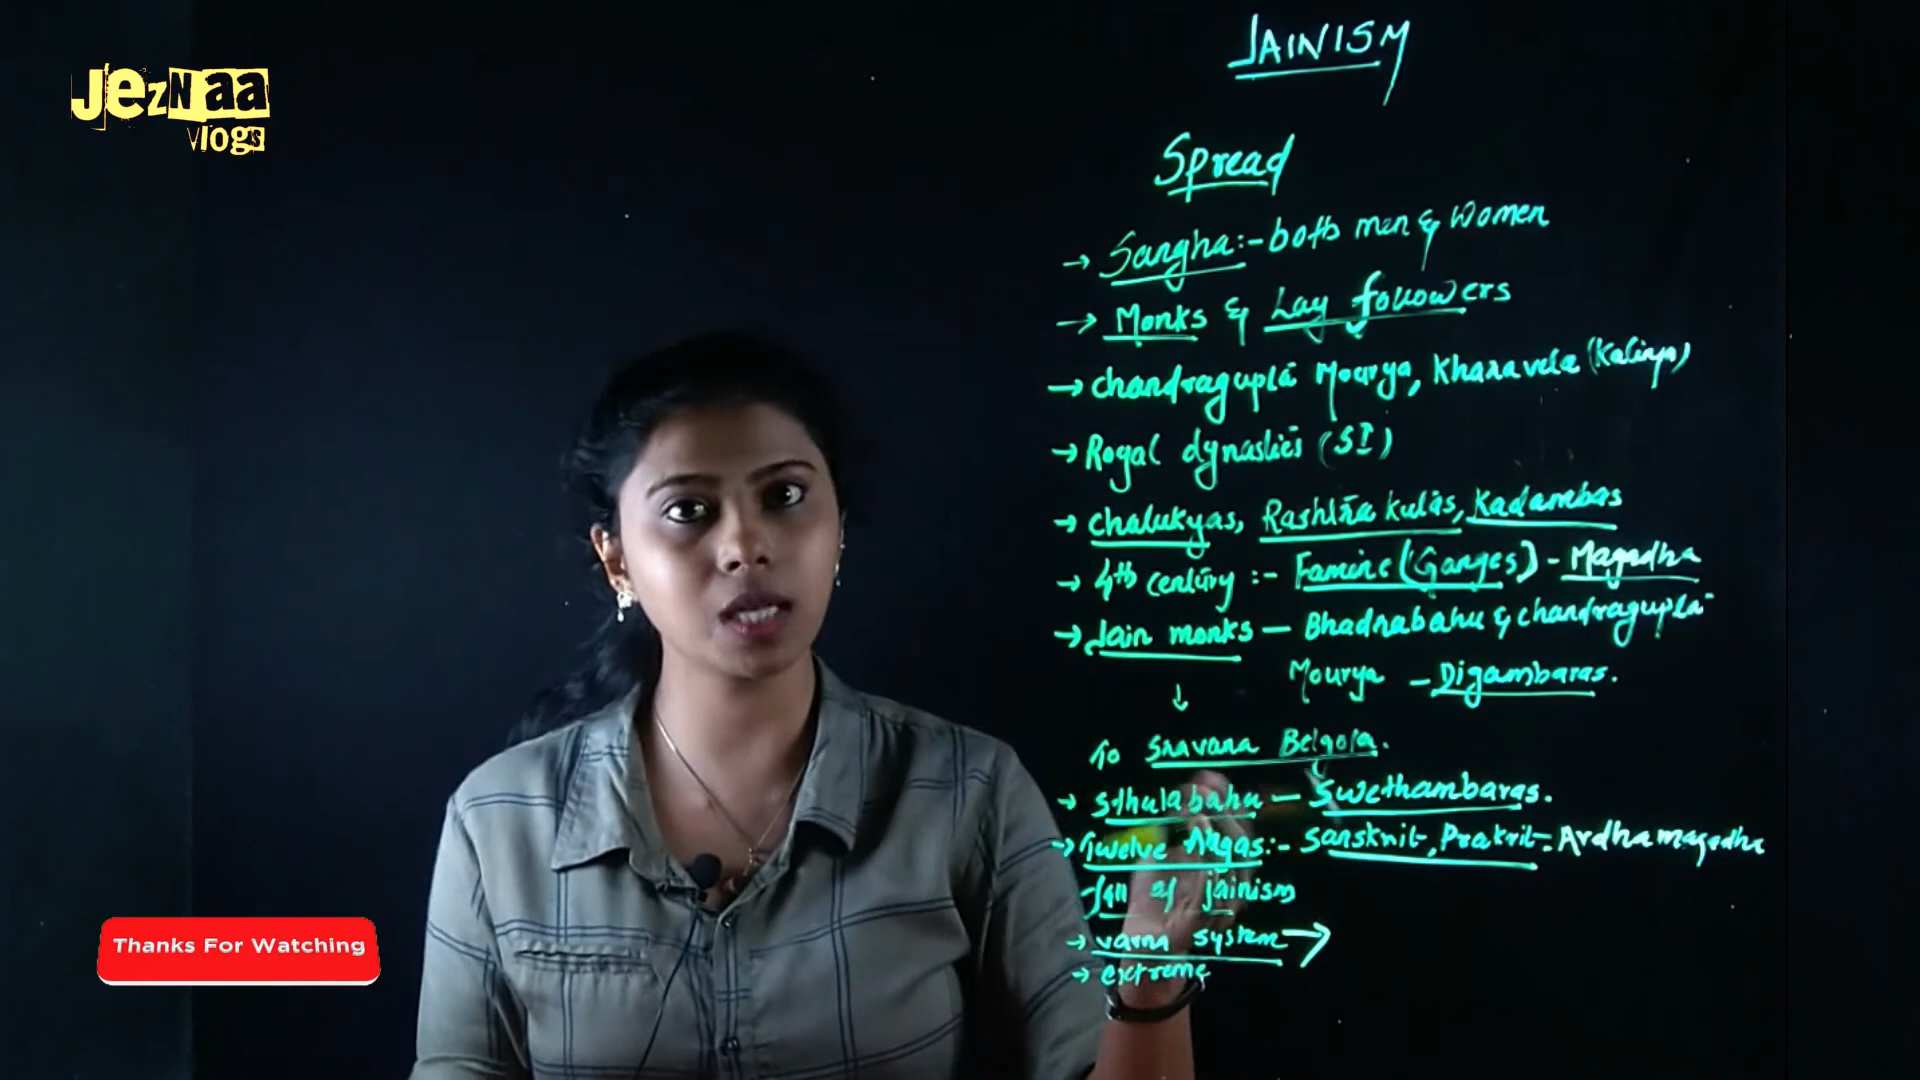 JEZNaa
Vlogs
JAINISM
Spread
→ Sangha:- both men & women
→ Monks & Lay followers
→ Chandragupta Mourya, Kharavela (Kalinga)
→ Royal dynasties (SI)
→ Chalukyas, Rashtrakutas, Kadambas
→ 4th century :- Famine (Ganges) - Magadha
→ Jain monks — Bhadrabahu & Chandragupta
Mourya - Digambaras.
↓
To Sravana Belgola.
→ Sthulabahu — Swethambaras.
→ Twelve Angas:- Sanskrit, Prakrit - Ardhamagadha
Fall of jainism
→ varna system →
→ extreme
Thanks For Watching